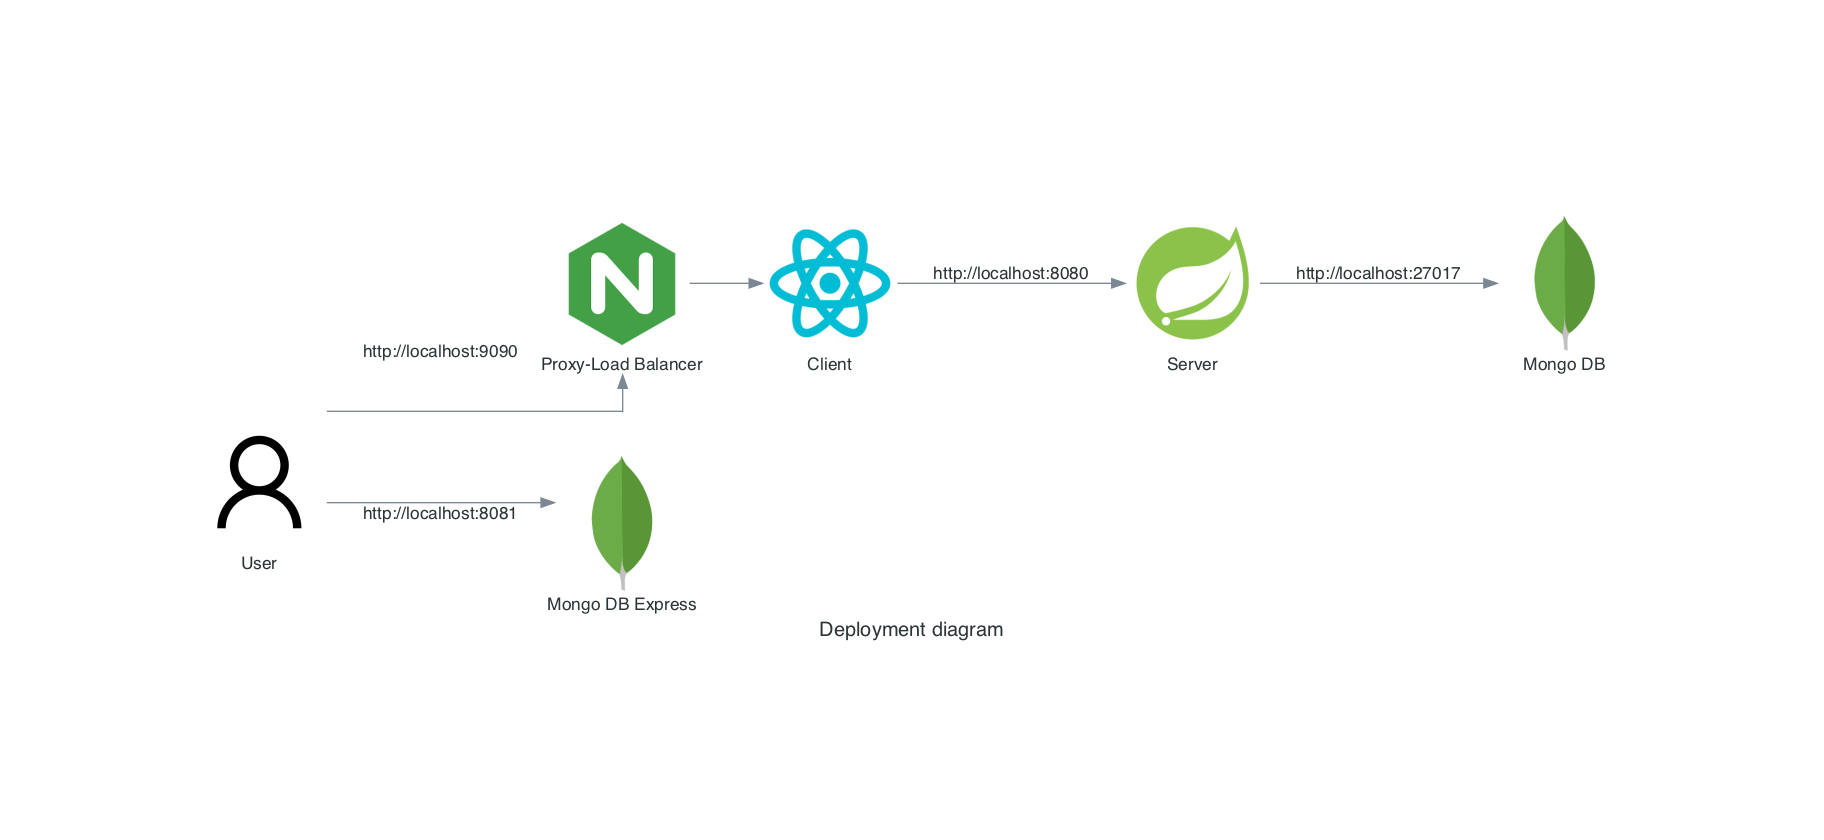 http://localhost:8080
http://localhost:27017
http://localhost:9090
Proxy-Load Balancer
Client
Server
Mongo DB
http://localhost:8081
User
Mongo DB Express
Deployment diagram